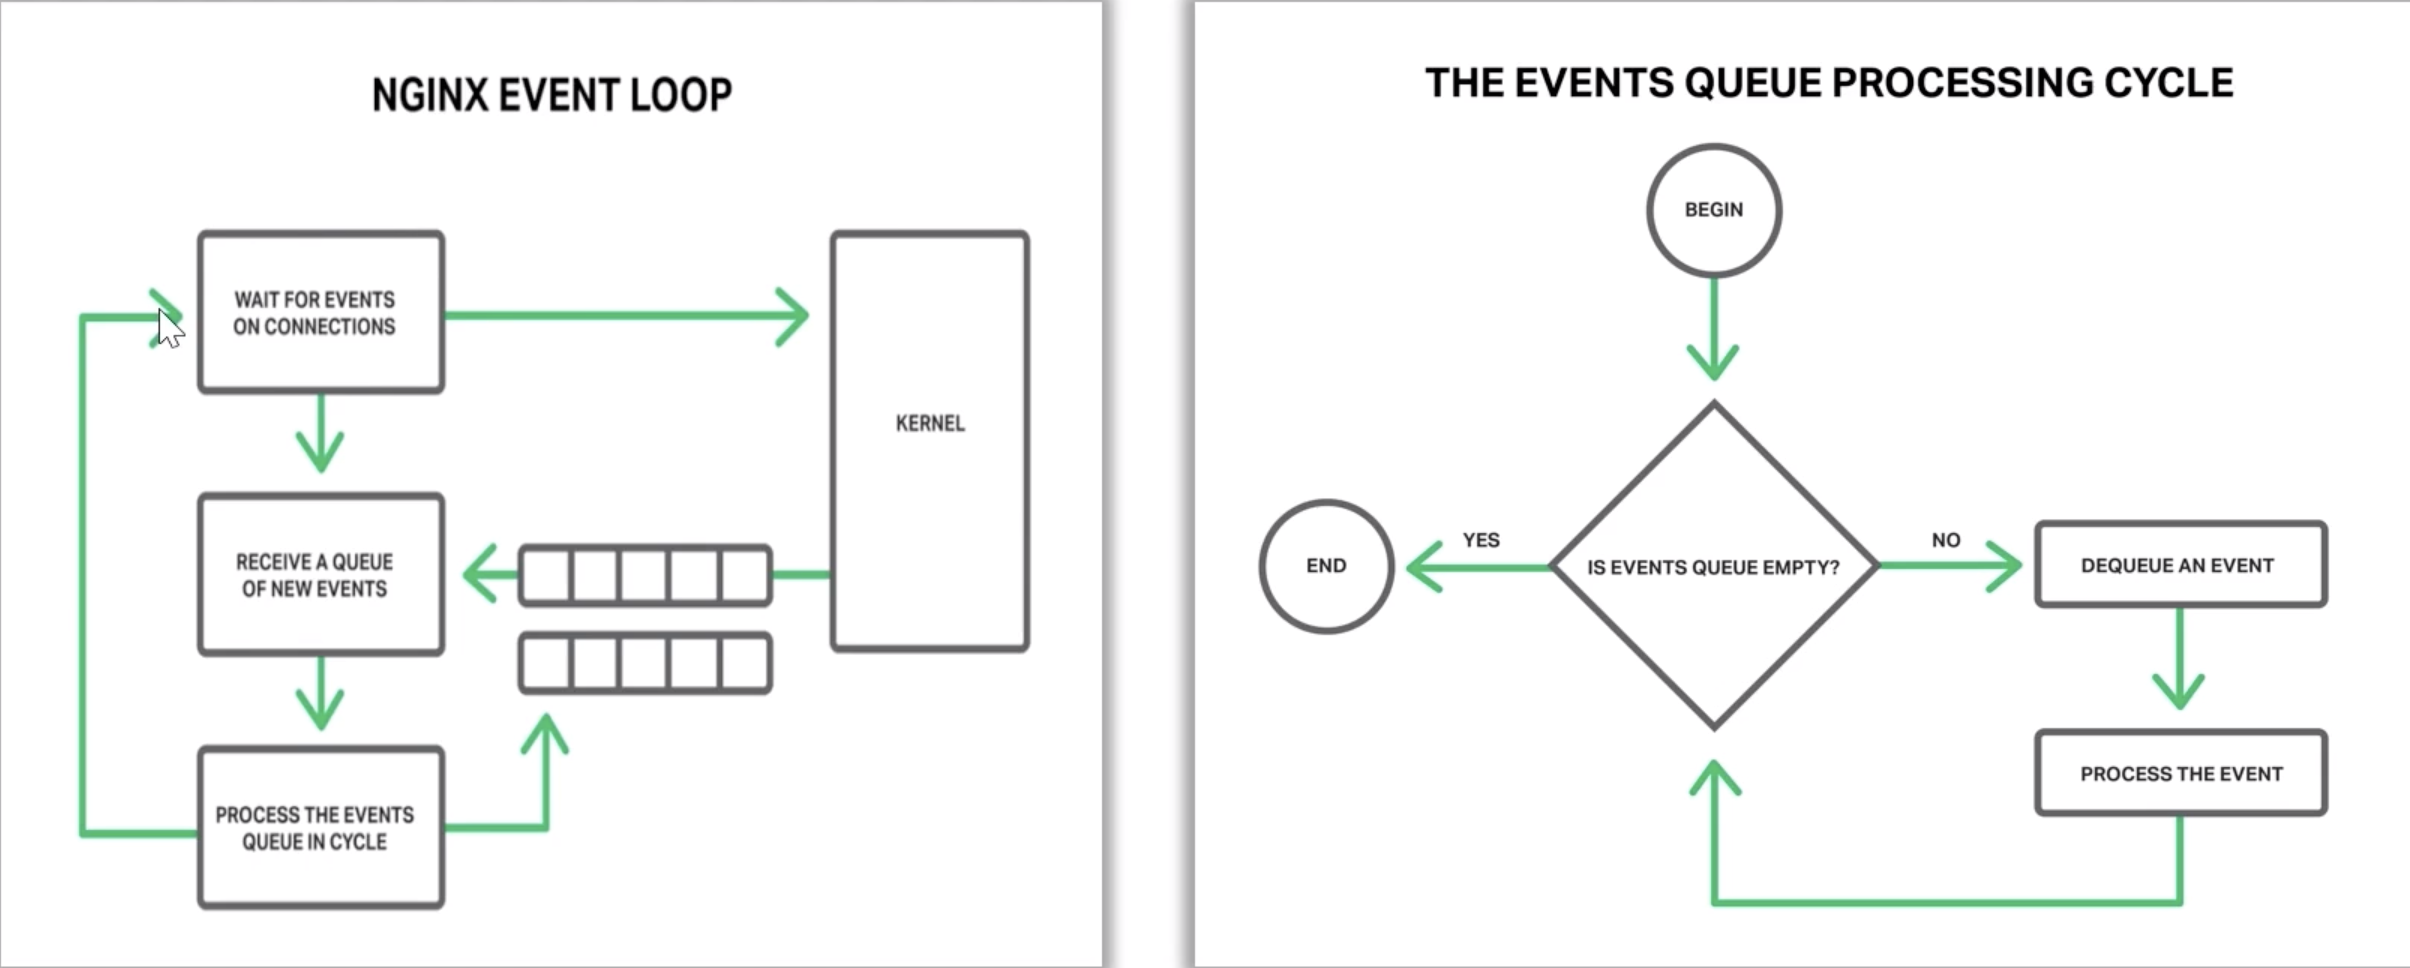 NGINX EVENT LOOP
WAIT FOR EVENTS
ON CONNECTIONS
KERNEL
RECEIVE A QUEUE
OF NEW EVENTS
PROCESS THE EVENTS
QUEUE IN CYCLE
THE EVENTS QUEUE PROCESSING CYCLE
BEGIN
IS EVENTS QUEUE EMPTY?
YES
END
NO
DEQUEUE AN EVENT
PROCESS THE EVENT